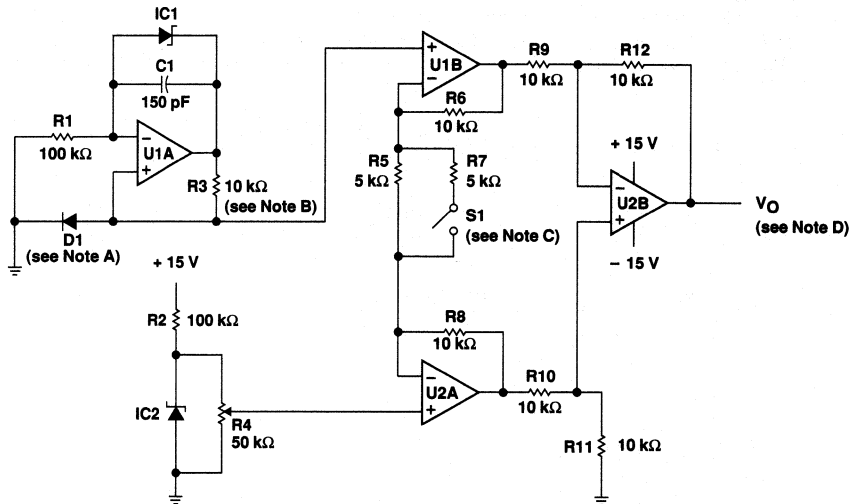 IC1
C1
150 pF
R1
100 kΩ
−
U1A
+
R3
10 kΩ
(see Note B)
D1
(see Note A)
+
U1B
−
R6
10 kΩ
R5
5 kΩ
R7
5 kΩ
S1
(see Note C)
R9
10 kΩ
R12
10 kΩ
+ 15 V
−
U2B
+
− 15 V
VO
(see Note D)
+ 15 V
R2
100 kΩ
IC2
R4
50 kΩ
R8
10 kΩ
−
U2A
+
R10
10 kΩ
R11
10 kΩ